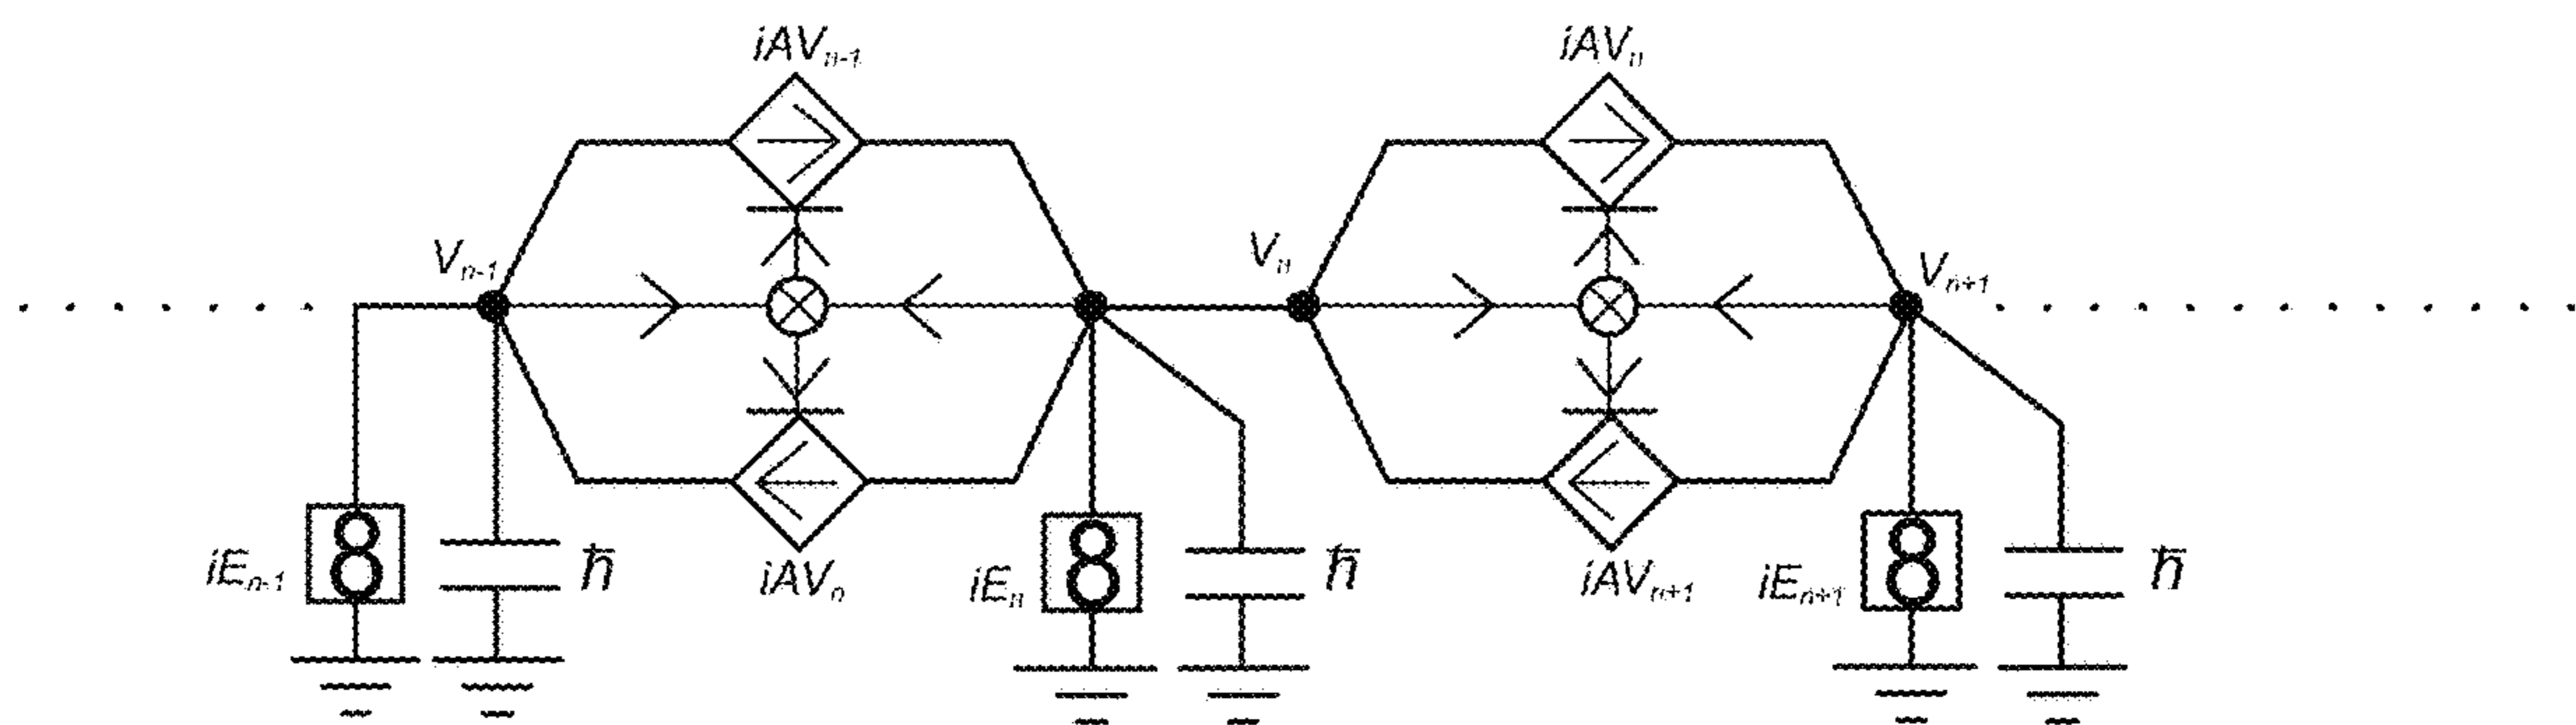 iAVₙ₋₁
iAVₙ
Vₙ₋₁
Vₙ
Vₙ₊₁
iEₙ₋₁
ħ
iAVₙ
iEₙ
ħ
iAVₙ₊₁
iEₙ₊₁
ħ